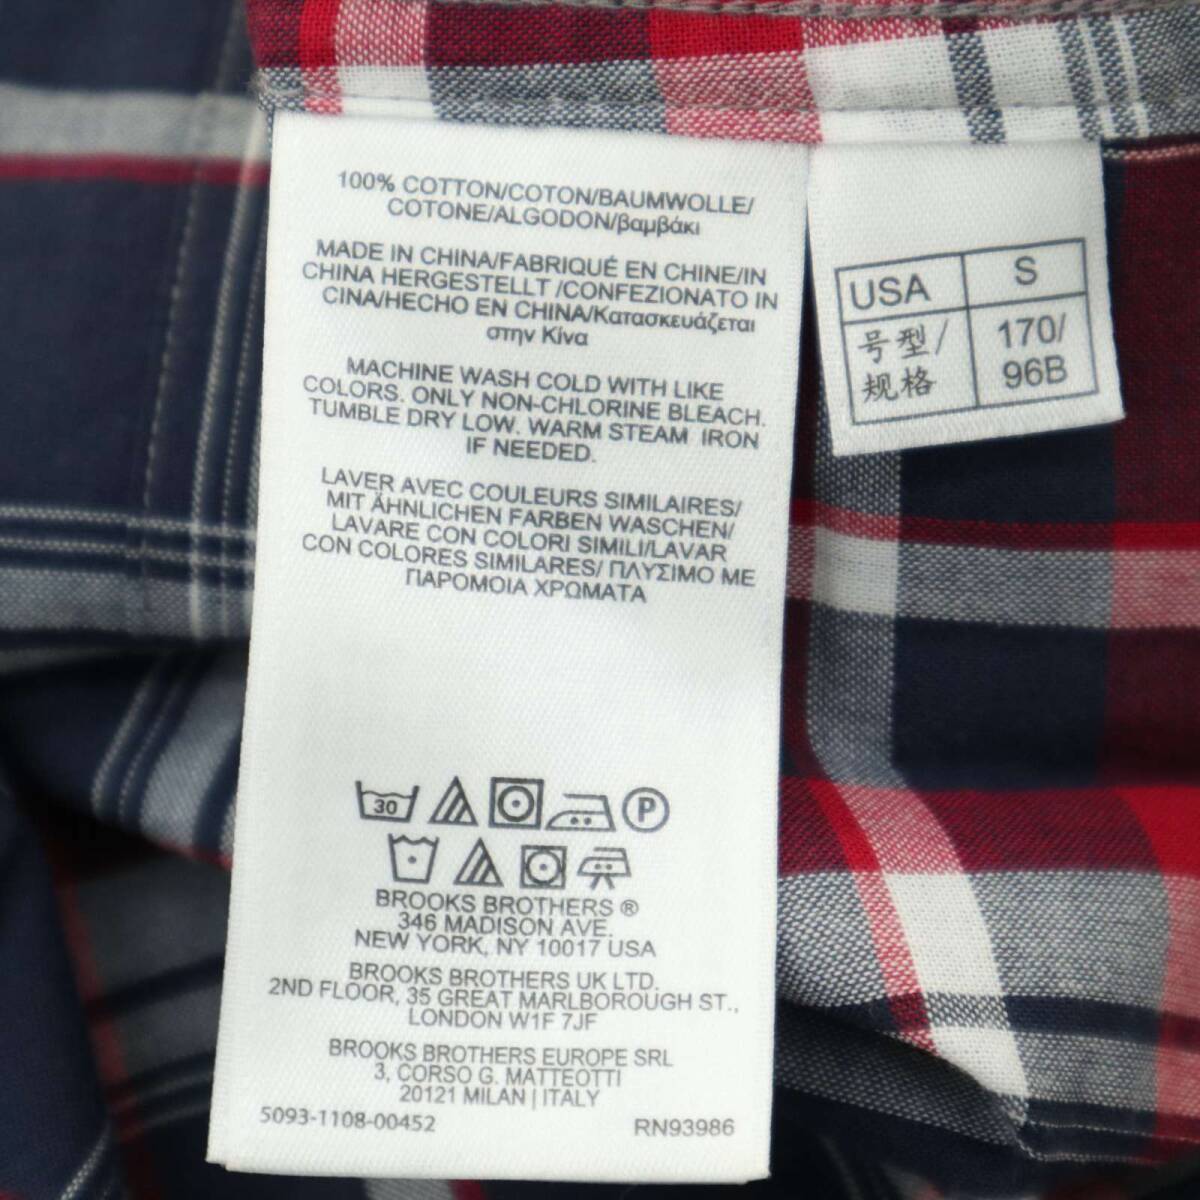 100% COTTON/COTON/BAUMWOLLE/
COTONE/ALGODON/βαμβάκι
MADE IN CHINA/FABRIQUÉ EN CHINE/IN
CHINA HERGESTELLT /CONFEZIONATO IN
CINA/HECHO EN CHINA/Κατασκευάζεται
στην Κίνα
MACHINE WASH COLD WITH LIKE
COLORS. ONLY NON-CHLORINE BLEACH.
TUMBLE DRY LOW. WARM STEAM IRON
IF NEEDED.
LAVER AVEC COULEURS SIMILAIRES/
MIT ÄHNLICHEN FARBEN WASCHEN/
LAVARE CON COLORI SIMILI/LAVAR
CON COLORES SIMILARES/ ΠΛΥΣΙΜΟ ΜΕ
ΠΑΡΟΜΟΙΑ ΧΡΩΜΑΤΑ
30 P
BROOKS BROTHERS ®
346 MADISON AVE.
NEW YORK, NY 10017 USA
BROOKS BROTHERS UK LTD.
2ND FLOOR, 35 GREAT MARLBOROUGH ST.,
LONDON W1F 7JF
BROOKS BROTHERS EUROPE SRL
3, CORSO G. MATTEOTTI
20121 MILAN | ITALY
5093-1108-00452 RN93986
USA S
号型/ 170/
规格 96B